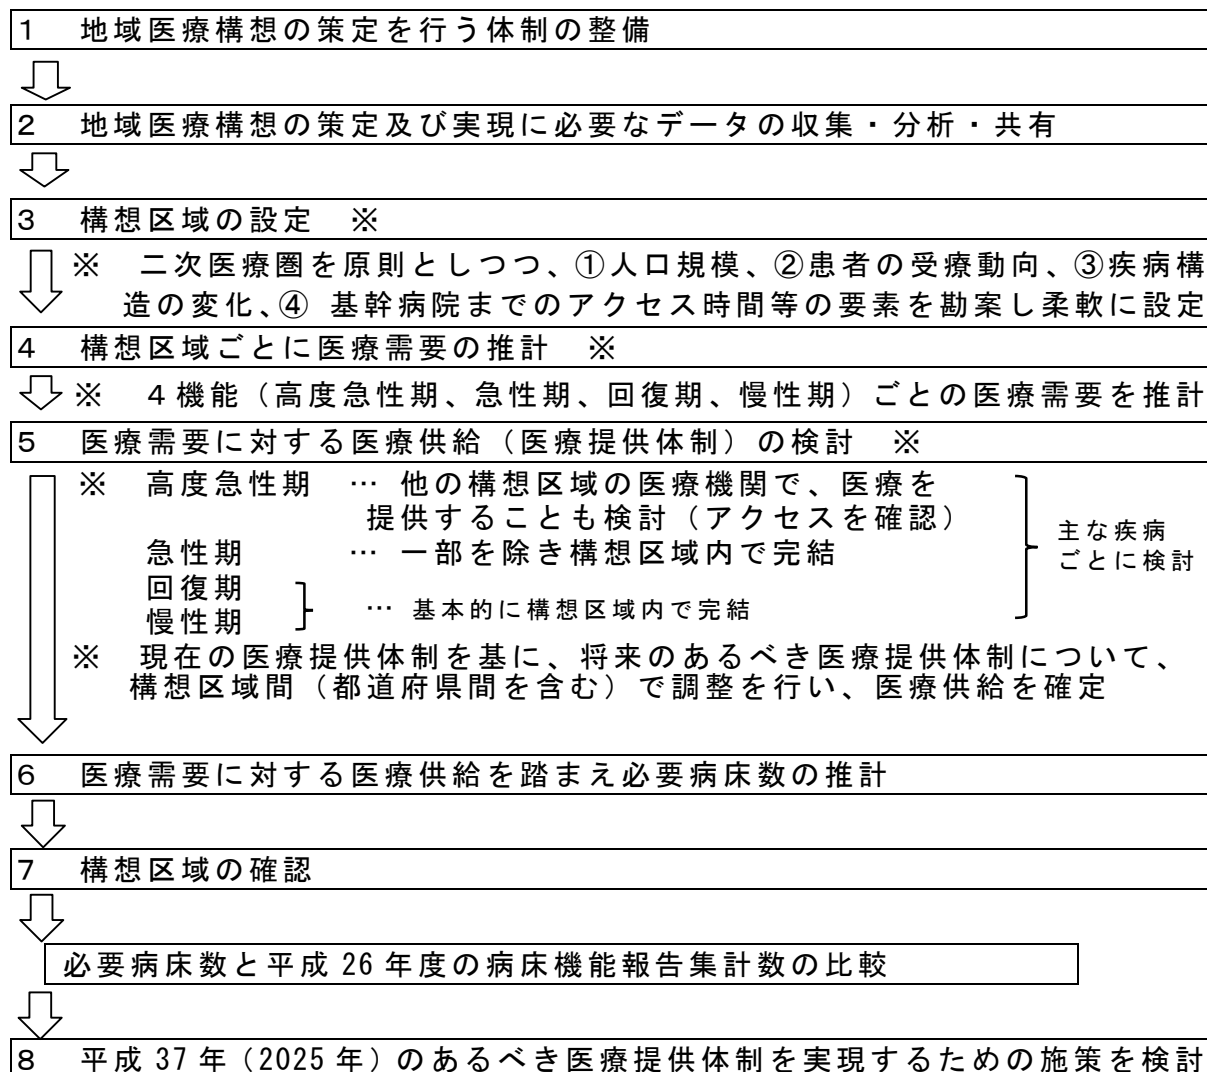 1 地域医療構想の策定を行う体制の整備
2 地域医療構想の策定及び実現に必要なデータの収集・分析・共有
3 構想区域の設定 ※
※ 二次医療圏を原則としつつ、①人口規模、②患者の受療動向、③疾病構
造の変化、④ 基幹病院までのアクセス時間等の要素を勘案し柔軟に設定
4 構想区域ごとに医療需要の推計 ※
※ 4機能（高度急性期、急性期、回復期、慢性期）ごとの医療需要を推計
5 医療需要に対する医療供給（医療提供体制）の検討 ※
※ 高度急性期 … 他の構想区域の医療機関で、医療を
提供することも検討（アクセスを確認）
急性期 … 一部を除き構想区域内で完結
回復期
慢性期
… 基本的に構想区域内で完結
主な疾病
ごとに検討
※ 現在の医療提供体制を基に、将来のあるべき医療提供体制について、
構想区域間（都道府県間を含む）で調整を行い、医療供給を確定
6 医療需要に対する医療供給を踏まえ必要病床数の推計
7 構想区域の確認
必要病床数と平成 26 年度の病床機能報告集計数の比較
8 平成 37 年（2025 年）のあるべき医療提供体制を実現するための施策を検討